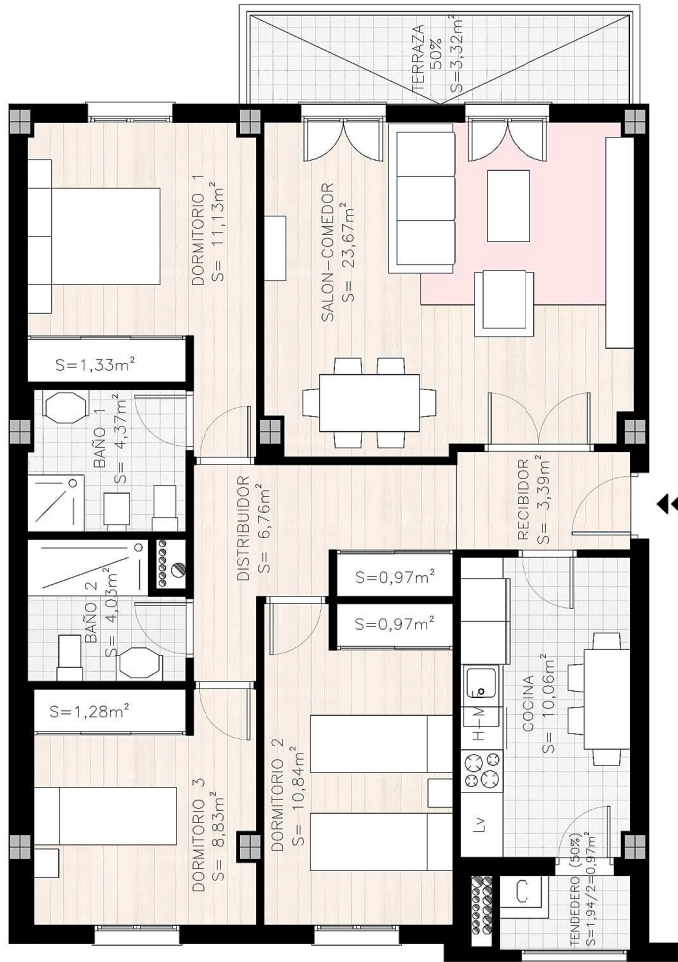 TERRAZA
50%
S=3,32m²
DORMITORIO 1
S= 11,13m²
SALON-COMEDOR
S= 23,67m²
S=1,33m²
BAÑO 1
S= 4,37m²
DISTRIBUIDOR
S= 6,76m²
RECIBIDOR
S= 3,39m²
S=0,97m²
BAÑO 2
S= 4,03m²
S=0,97m²
S=1,28m²
DORMITORIO 3
S= 8,83m²
DORMITORIO 2
S= 10,84m²
H-M F
Lv
COCINA
S= 10,06m²
TENDEDERO (50%)
S=1,94/2=0,97m²